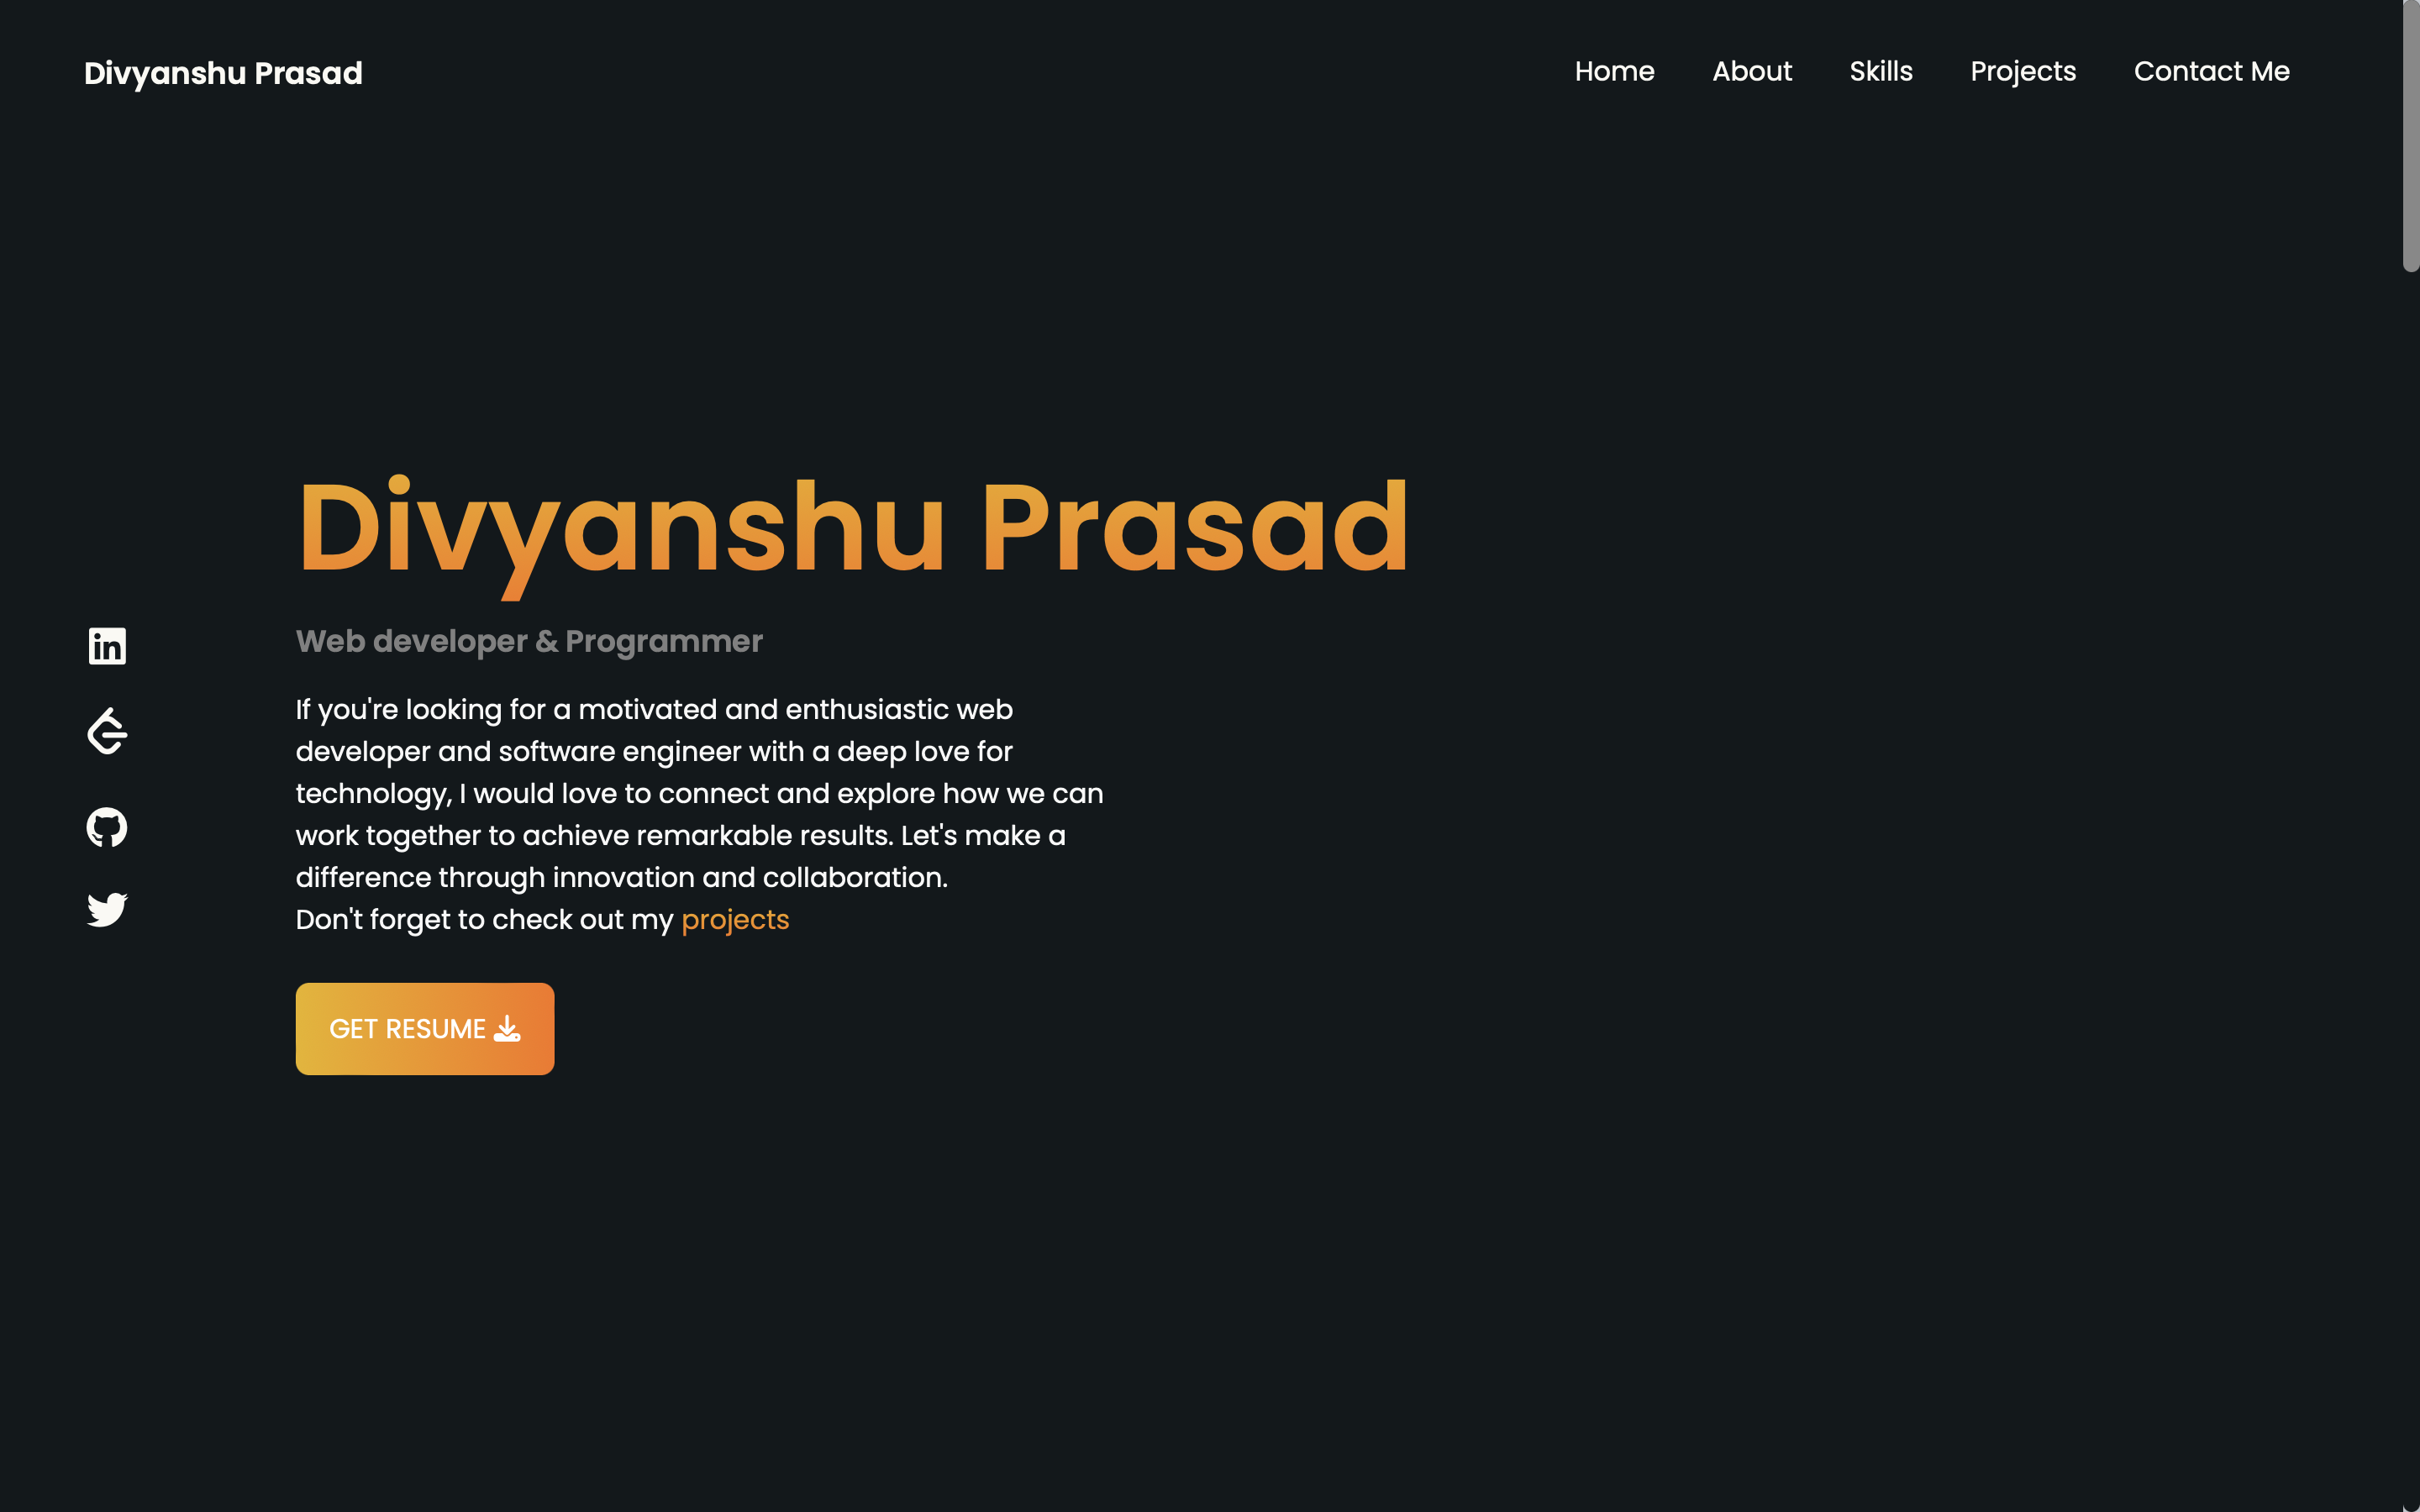 Divyanshu Prasad
Home
About
Skills
Projects
Contact Me
Divyanshu Prasad
Web developer & Programmer
If you're looking for a motivated and enthusiastic web
developer and software engineer with a deep love for
technology, I would love to connect and explore how we can
work together to achieve remarkable results. Let's make a
difference through innovation and collaboration.
Don't forget to check out my projects
GET RESUME